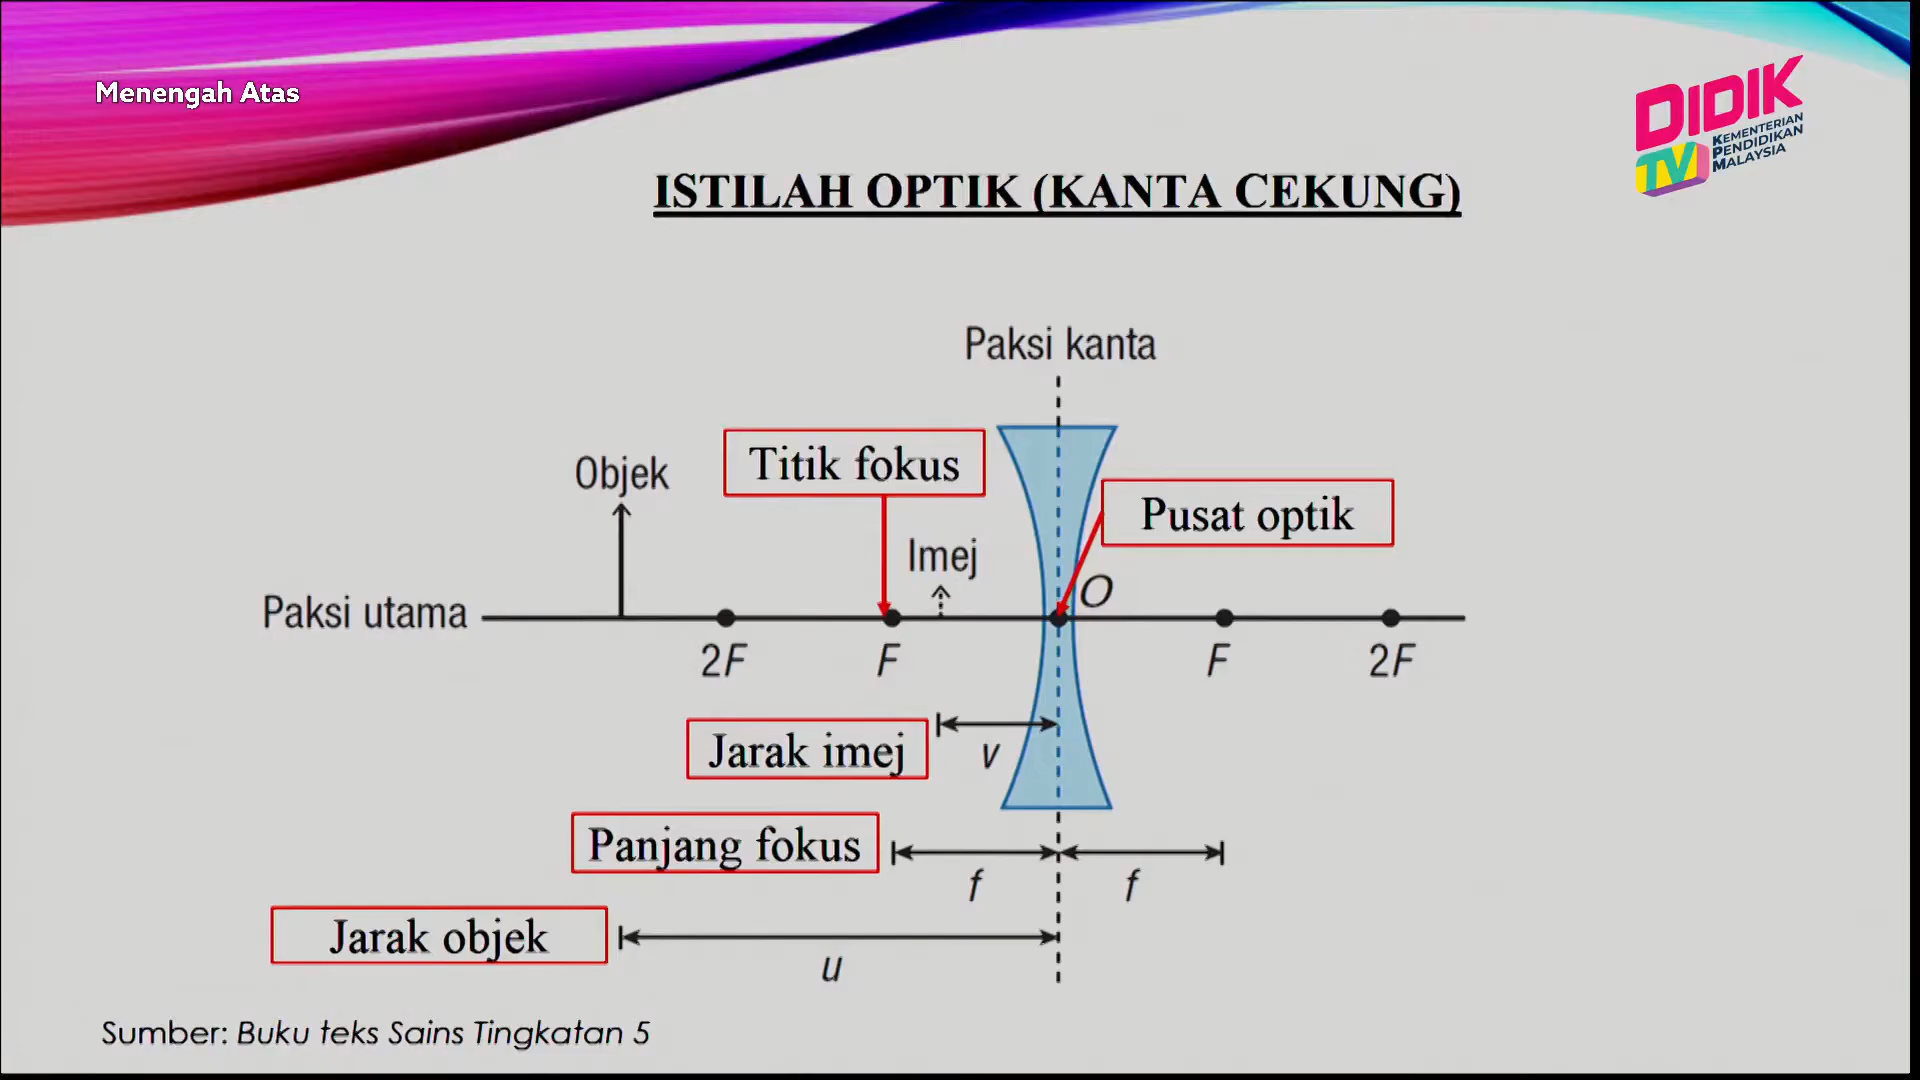 Menengah Atas
DIDIK
TV
KEMENTERIAN
PENDIDIKAN
MALAYSIA
ISTILAH OPTIK (KANTA CEKUNG)
Paksi kanta
Titik fokus
Objek
Pusat optik
Imej
O
Paksi utama
2F
F
F
2F
Jarak imej
v
Panjang fokus
f
f
Jarak objek
u
Sumber: Buku teks Sains Tingkatan 5